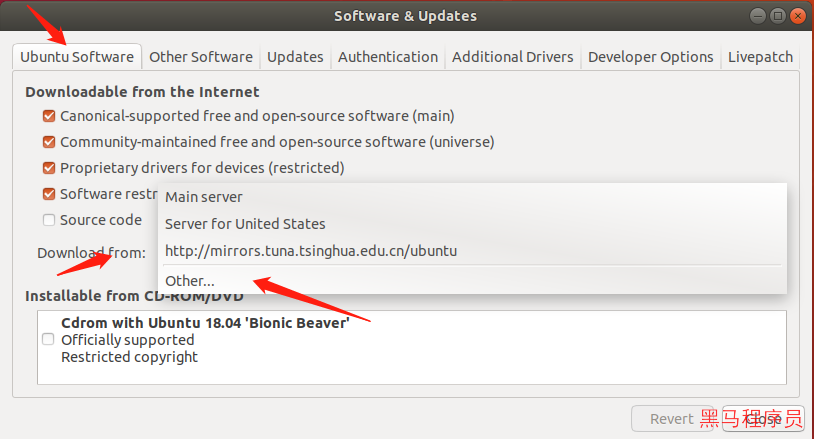 Software & Updates
Ubuntu Software Other Software Updates Authentication Additional Drivers Developer Options Livepatch
Downloadable from the Internet
Canonical-supported free and open-source software (main)
Community-maintained free and open-source software (universe)
Proprietary drivers for devices (restricted)
Software restr
Main server
Source code
Server for United States
Download from:
http://mirrors.tuna.tsinghua.edu.cn/ubuntu
Other...
Installable from CD-ROM/DVD
Cdrom with Ubuntu 18.04 'Bionic Beaver'
Officially supported
Restricted copyright
Revert Close
黑马程序员